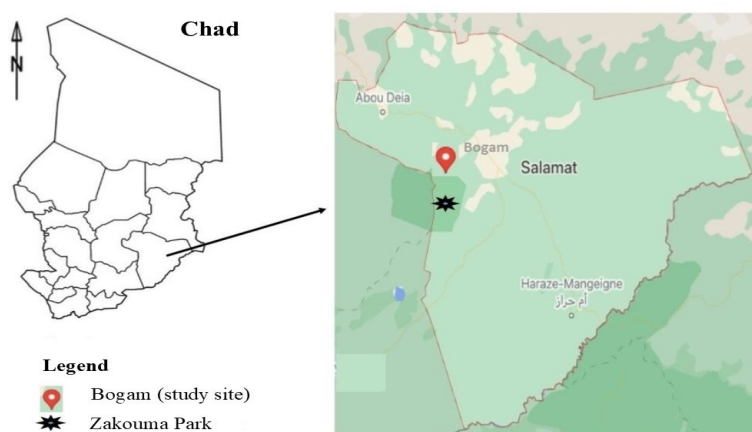 Chad
N
Abou Deia
Bogam
Salamat
Haraze-Mangeigne
أم حراز
Legend
Bogam (study site)
Zakouma Park